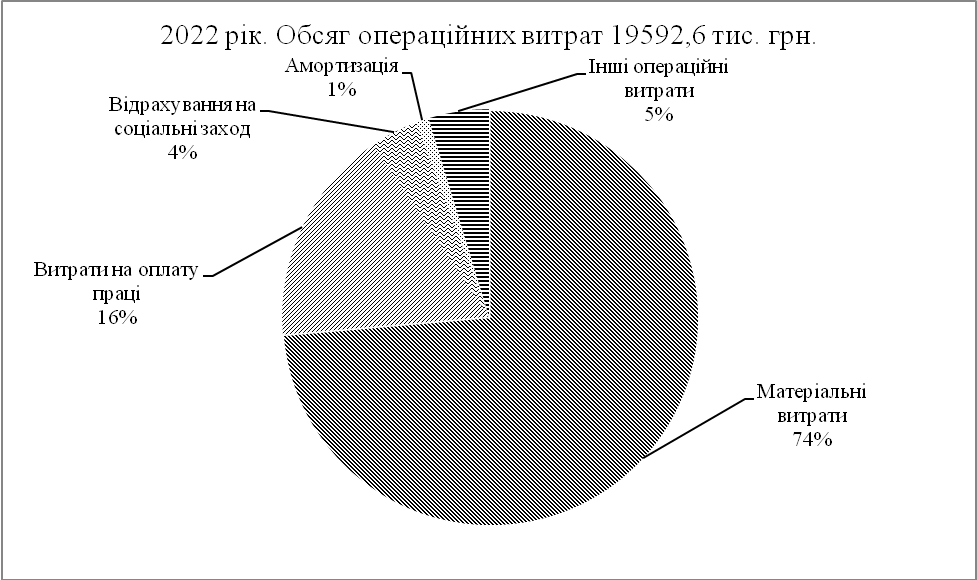 2022 рік. Обсяг операційних витрат 19592,6 тис. грн.
Амортизація
1%
Інші операційні
витрати
5%
Відрахування на
соціальні заход
4%
Витрати на оплату
праці
16%
Матеріальні
витрати
74%